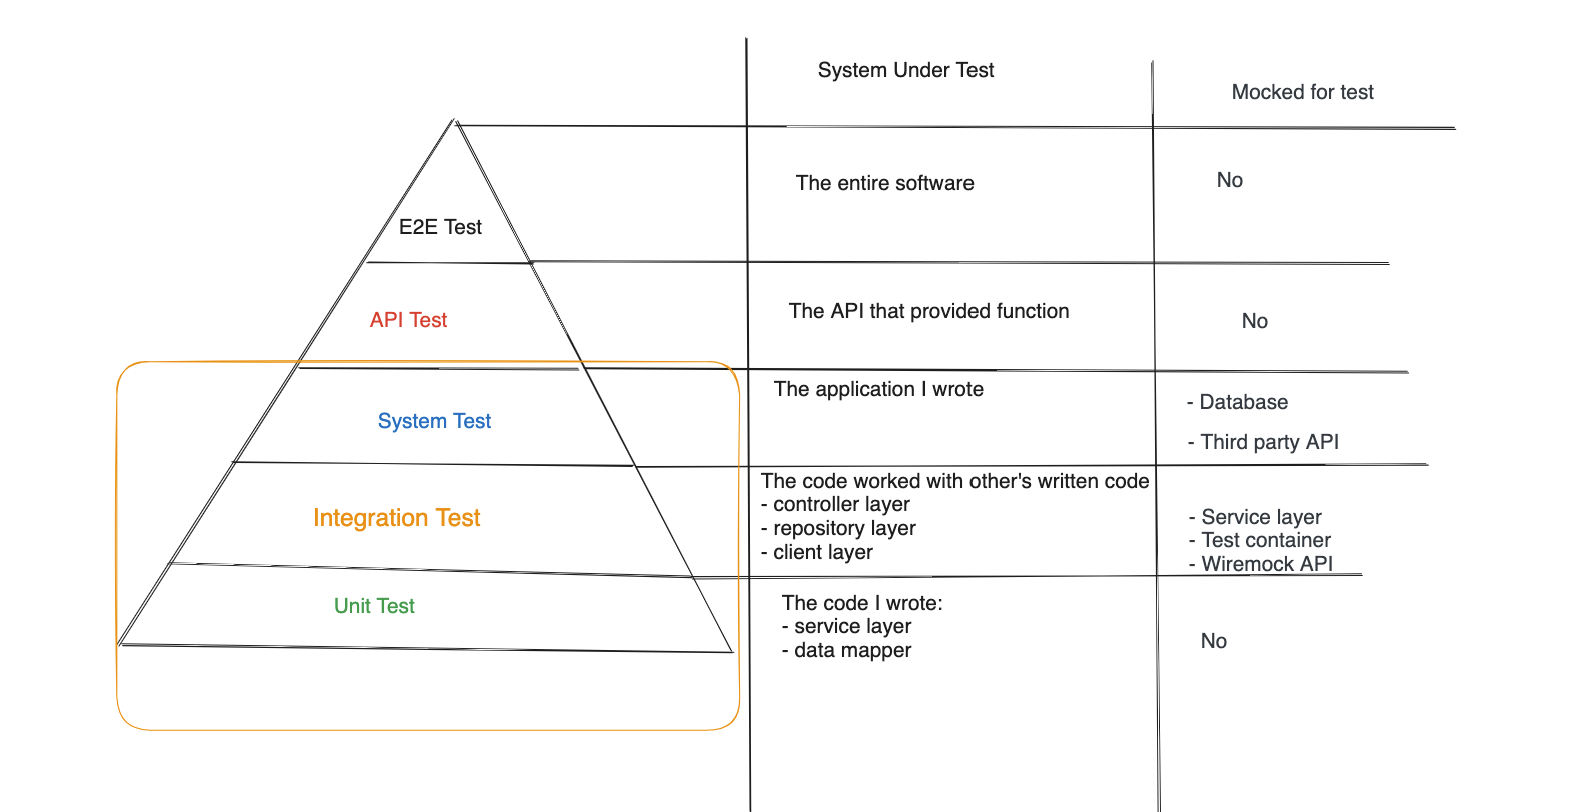 System Under Test
Mocked for test
E2E Test
The entire software
No
API Test
The API that provided function
No
System Test
The application I wrote
- Database
- Third party API
Integration Test
The code worked with other's written code
- controller layer
- repository layer
- client layer
- Service layer
- Test container
- Wiremock API
Unit Test
The code I wrote:
- service layer
- data mapper
No